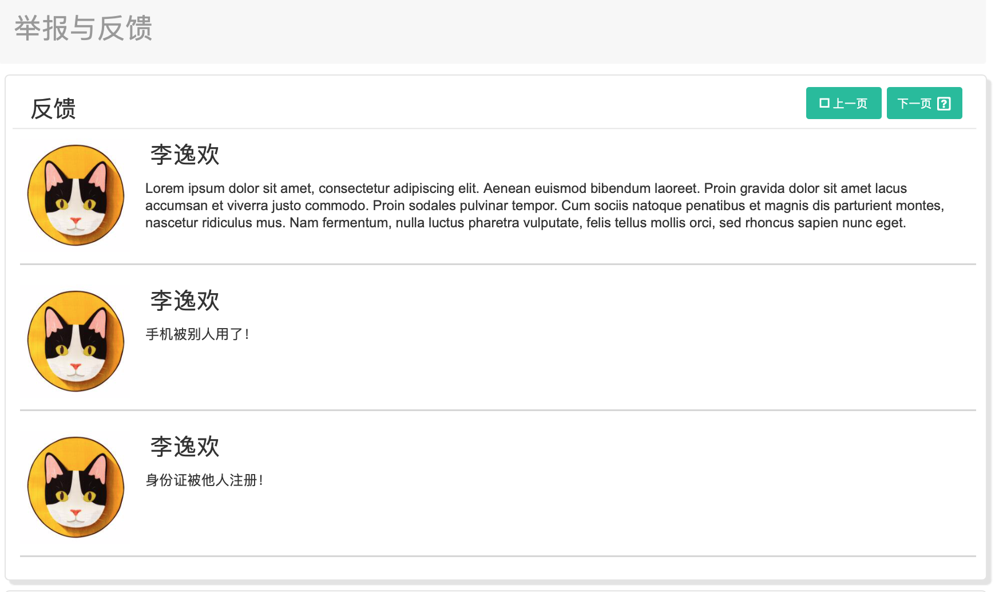 举报与反馈
反馈
上一页
下一页 ?
李逸欢
Lorem ipsum dolor sit amet, consectetur adipiscing elit. Aenean euismod bibendum laoreet. Proin gravida dolor sit amet lacus
accumsan et viverra justo commodo. Proin sodales pulvinar tempor. Cum sociis natoque penatibus et magnis dis parturient montes,
nascetur ridiculus mus. Nam fermentum, nulla luctus pharetra vulputate, felis tellus mollis orci, sed rhoncus sapien nunc eget.
李逸欢
手机被别人用了！
李逸欢
身份证被他人注册！